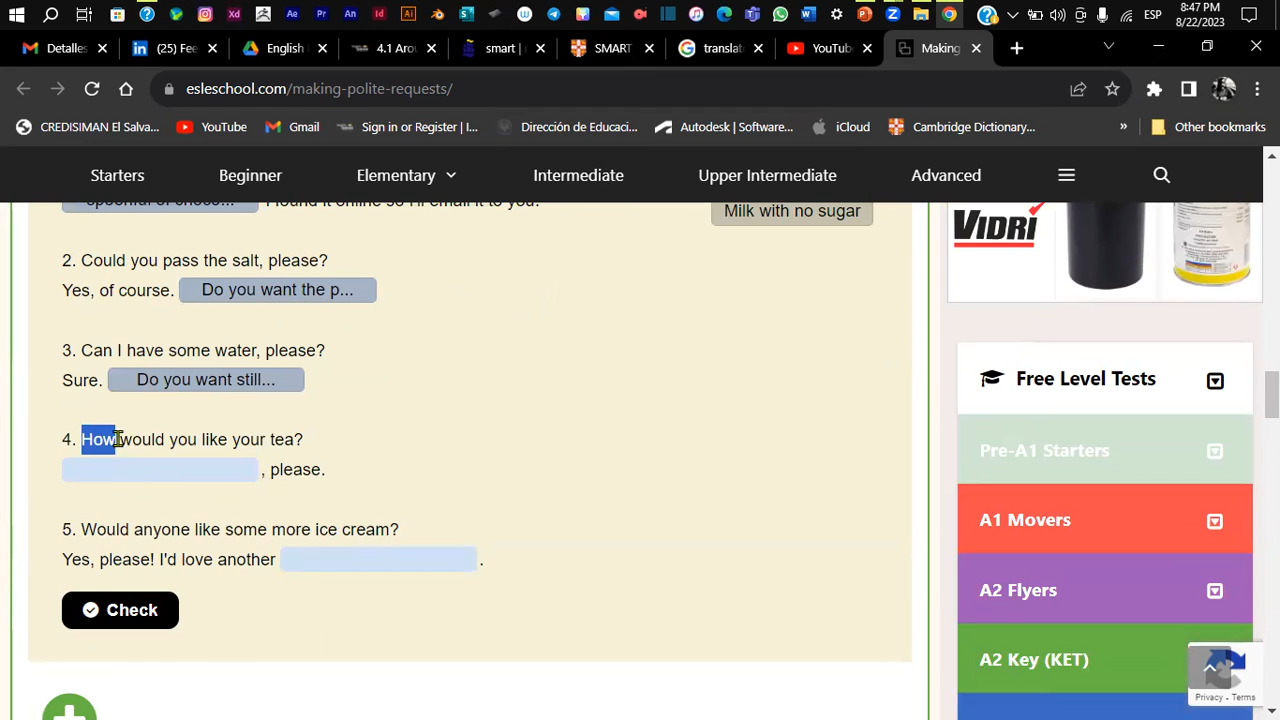 8:47 PM
ESP
8/22/2023
Detalles
(25) Fee
English
4.1 Arou
smart |
SMART
translat
YouTube
Making
esleschool.com/making-polite-requests/
CREDISIMAN El Salva...
YouTube
Gmail
Sign in or Register | I...
Dirección de Educaci...
Autodesk | Software...
iCloud
Cambridge Dictionary...
»
Other bookmarks
Starters
Beginner
Elementary
Intermediate
Upper Intermediate
Advanced
spoonful of choco... I found it online so I'll email it to you.
Milk with no sugar
2. Could you pass the salt, please?
Yes, of course. Do you want the p...
3. Can I have some water, please?
Sure. Do you want still...
4. How would you like your tea?
, please.
5. Would anyone like some more ice cream?
Yes, please! I'd love another .
Check
VIDRI
Free Level Tests
Pre-A1 Starters
A1 Movers
A2 Flyers
A2 Key (KET)
Privacy - Terms